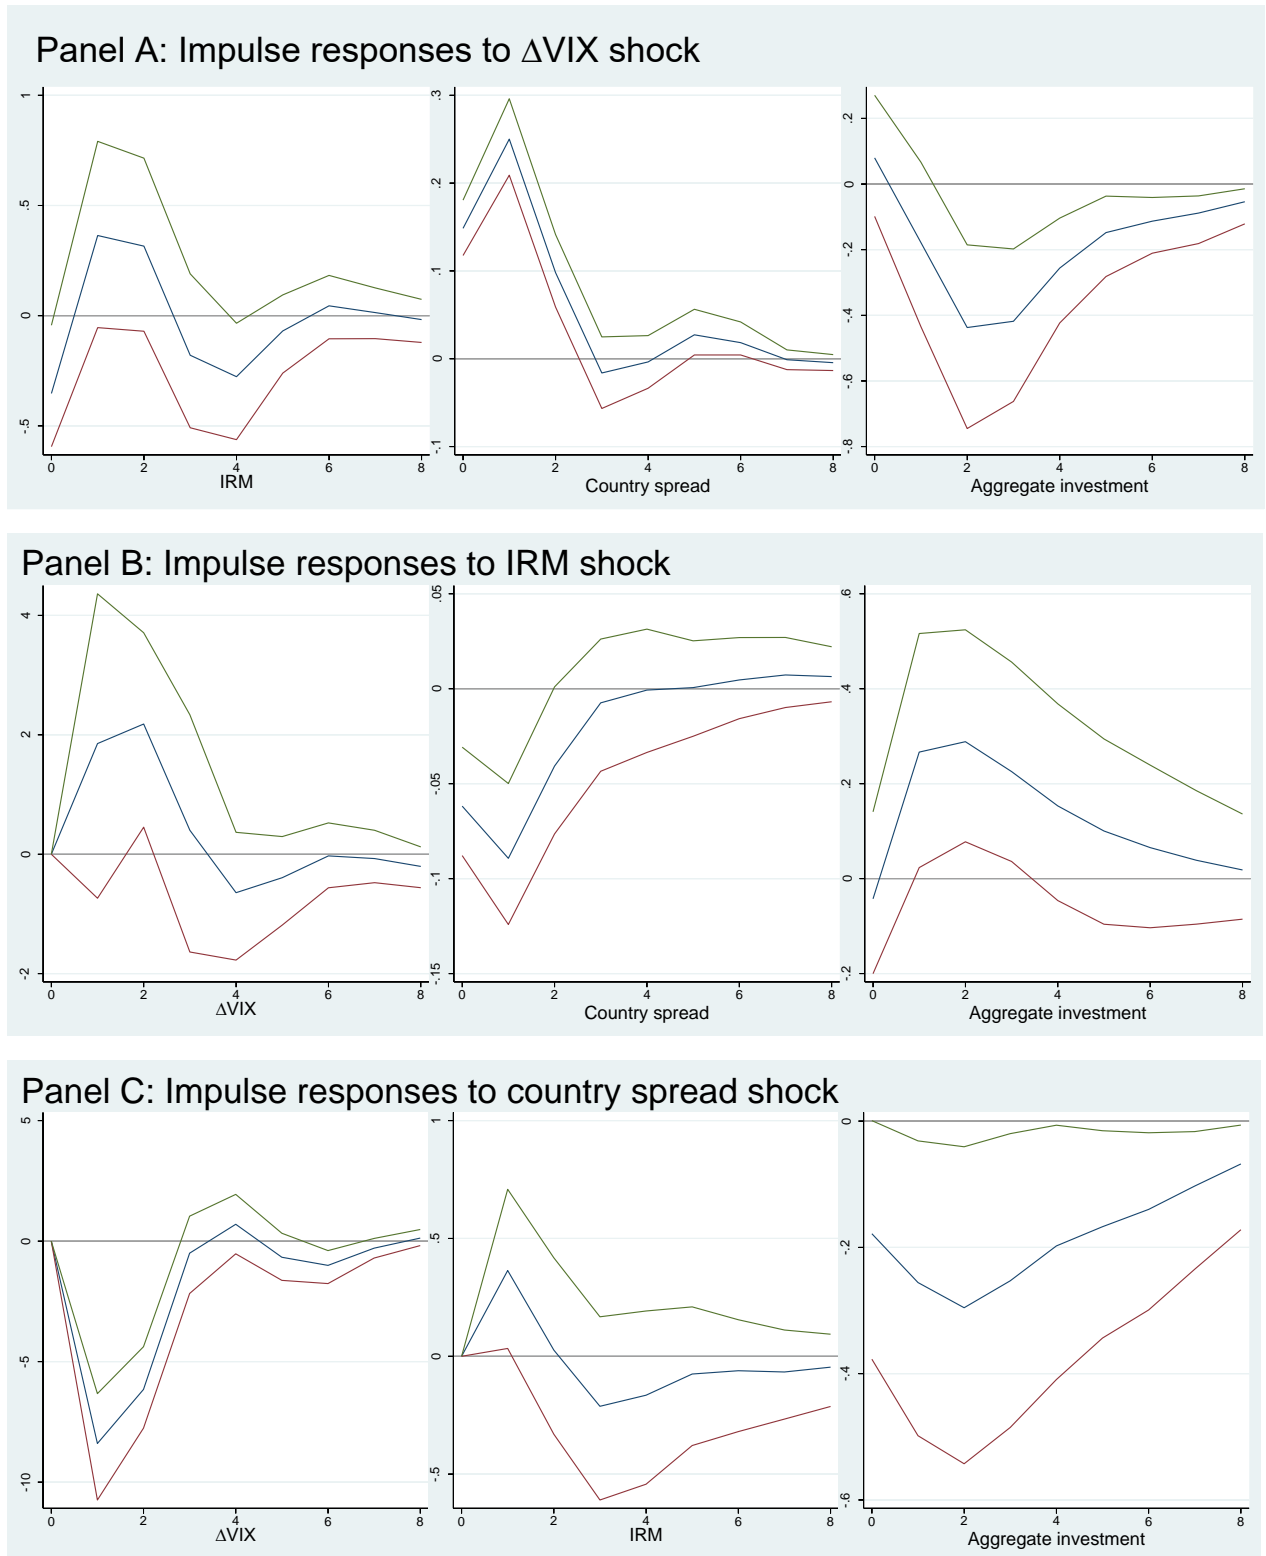 Panel A: Impulse responses to ΔVIX shock
1
.5
0
-.5
0 2 4 6 8
IRM
.3
.2
.1
0
-.1
0 2 4 6 8
Country spread
.2
0
-.2
-.4
-.6
-.8
0 2 4 6 8
Aggregate investment
Panel B: Impulse responses to IRM shock
4
2
0
-2
0 2 4 6 8
ΔVIX
.05
0
-.05
-.1
-.15
0 2 4 6 8
Country spread
.6
.4
.2
0
-.2
0 2 4 6 8
Aggregate investment
Panel C: Impulse responses to country spread shock
5
0
-5
-10
0 2 4 6 8
ΔVIX
1
.5
0
-.5
0 2 4 6 8
IRM
0
-.2
-.4
-.6
0 2 4 6 8
Aggregate investment